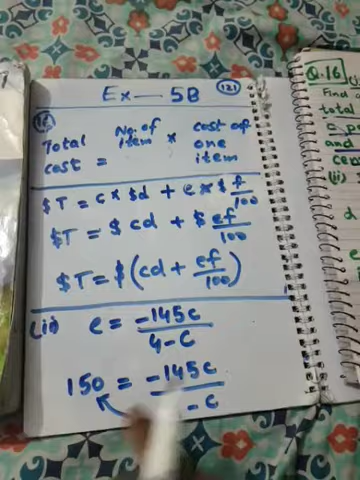 Ex — 5B
(121)
16
Total cost = No. of item × cost of one item
$T = c × $d + e × $ f/100
$T = $ cd + $ ef/100
$T = $ (cd + ef/100)
(ii) e = -145c / 4-c
150 = -145c / -c
Q.16
Find
total
and
(ii)